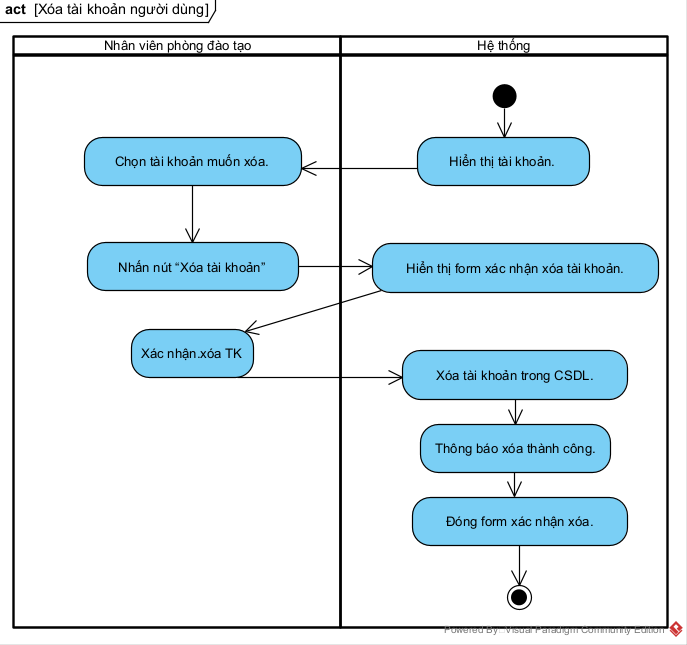 act [Xóa tài khoản người dùng]
Nhân viên phòng đào tạo
Hệ thống
Chọn tài khoản muốn xóa.
Hiển thị tài khoản.
Nhấn nút “Xóa tài khoản”
Hiển thị form xác nhận xóa tài khoản.
Xác nhận.xóa TK
Xóa tài khoản trong CSDL.
Thông báo xóa thành công.
Đóng form xác nhận xóa.
Powered By: Visual Paradigm Community Edition